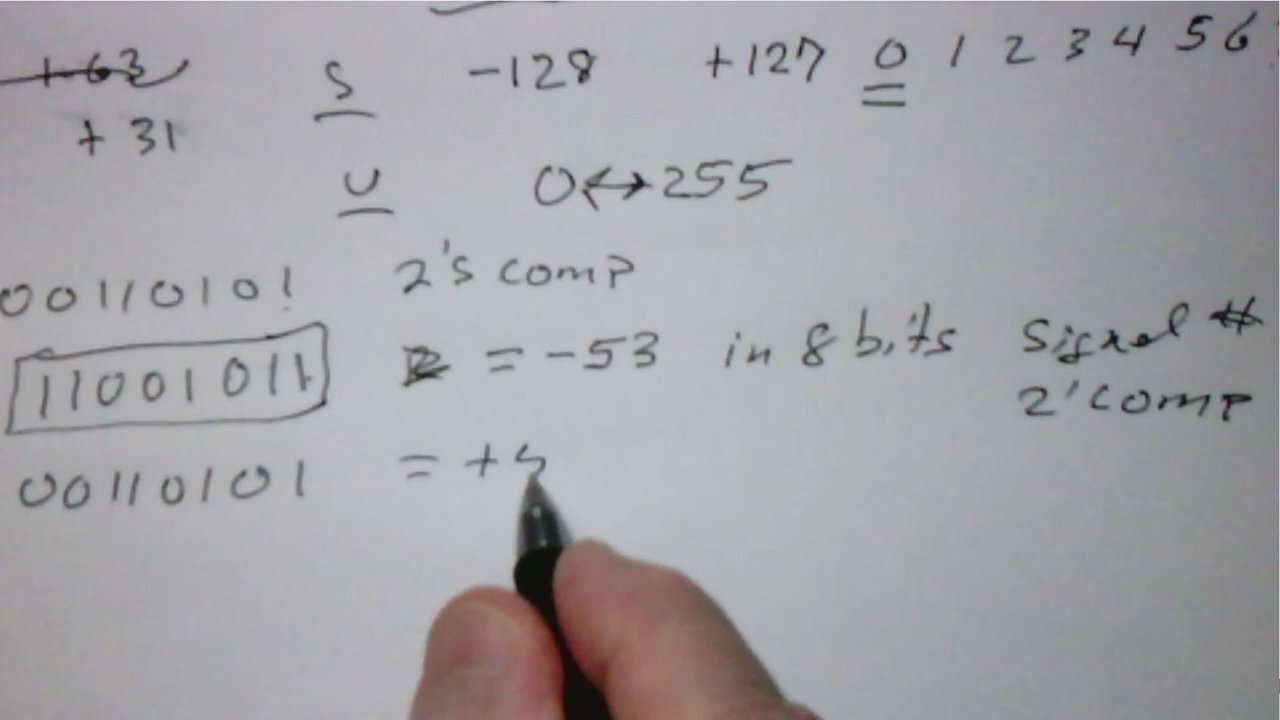 +63 S -128 +127 0 1 2 3 4 5 6
+ 31
U 0↔255
00110101 2's comp
11001011 = -53 in 8 bits Signed #
2' comp
00110101 = +5